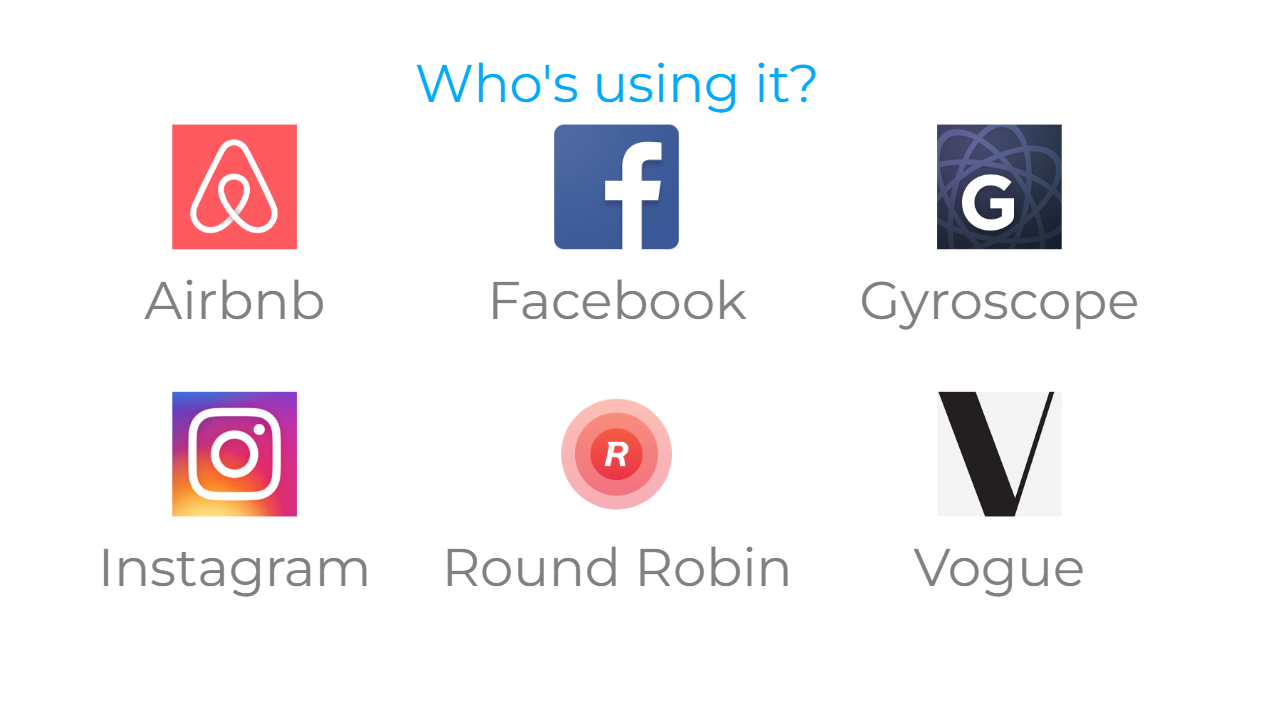 Who's using it?
G
Airbnb
Facebook
Gyroscope
R
V
Instagram
Round Robin
Vogue